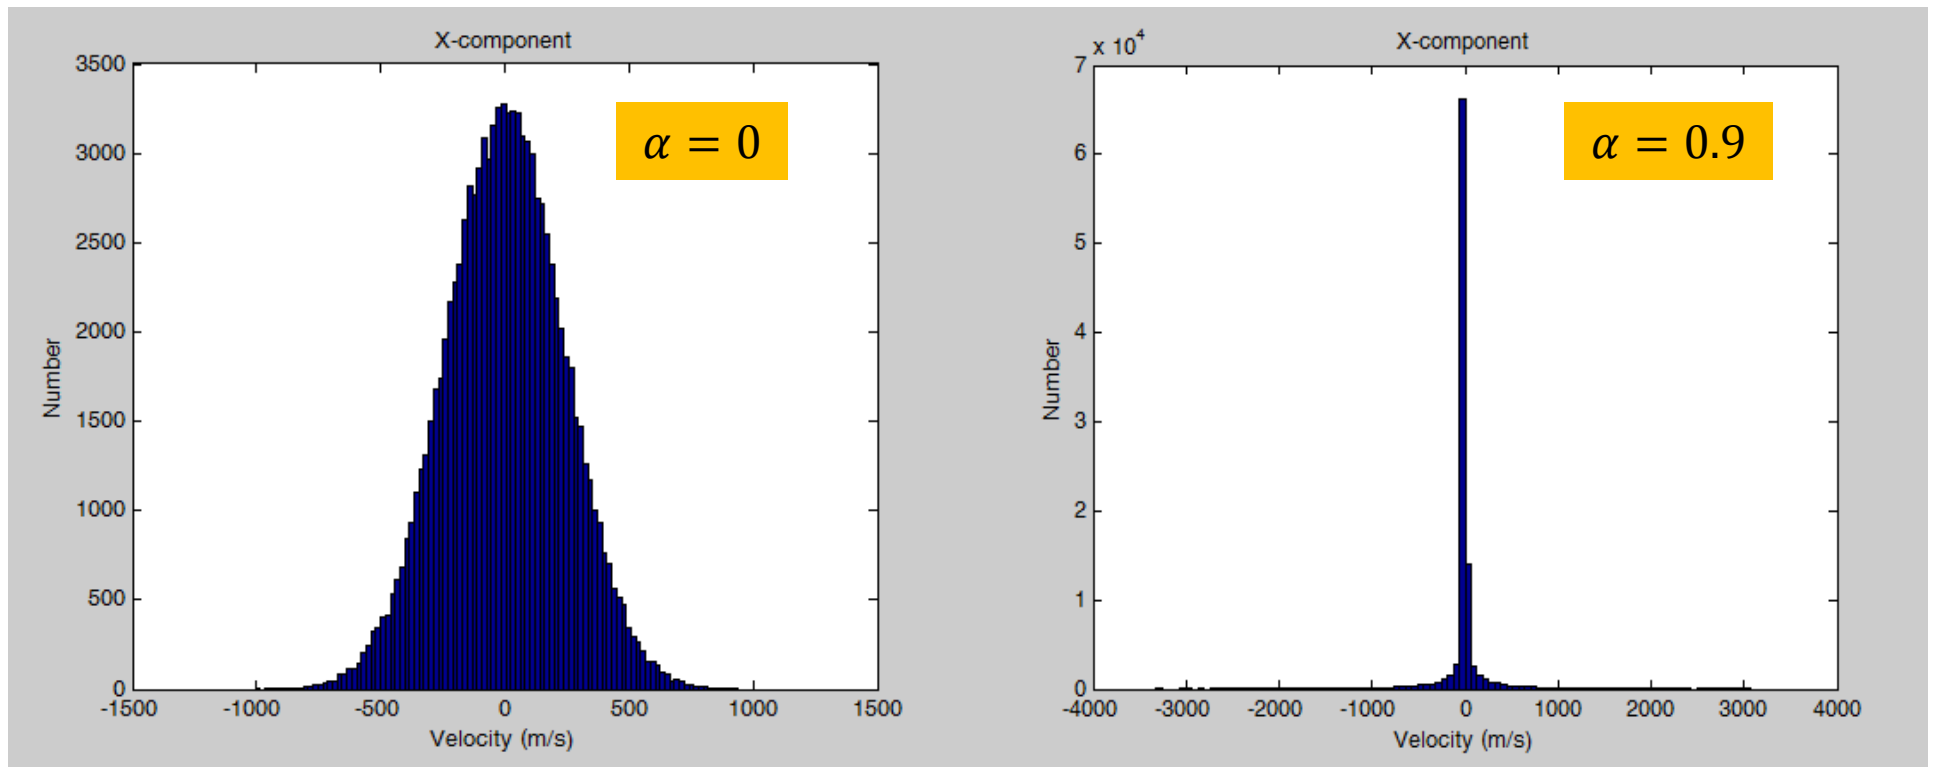 X-component
3500
3000
2500
2000
1500
1000
500
0
Number
α = 0
-1500 -1000 -500 0 500 1000 1500
Velocity (m/s)
X-component
x 10⁴
7
6
5
4
3
2
1
0
Number
α = 0.9
-4000 -3000 -2000 -1000 0 1000 2000 3000 4000
Velocity (m/s)